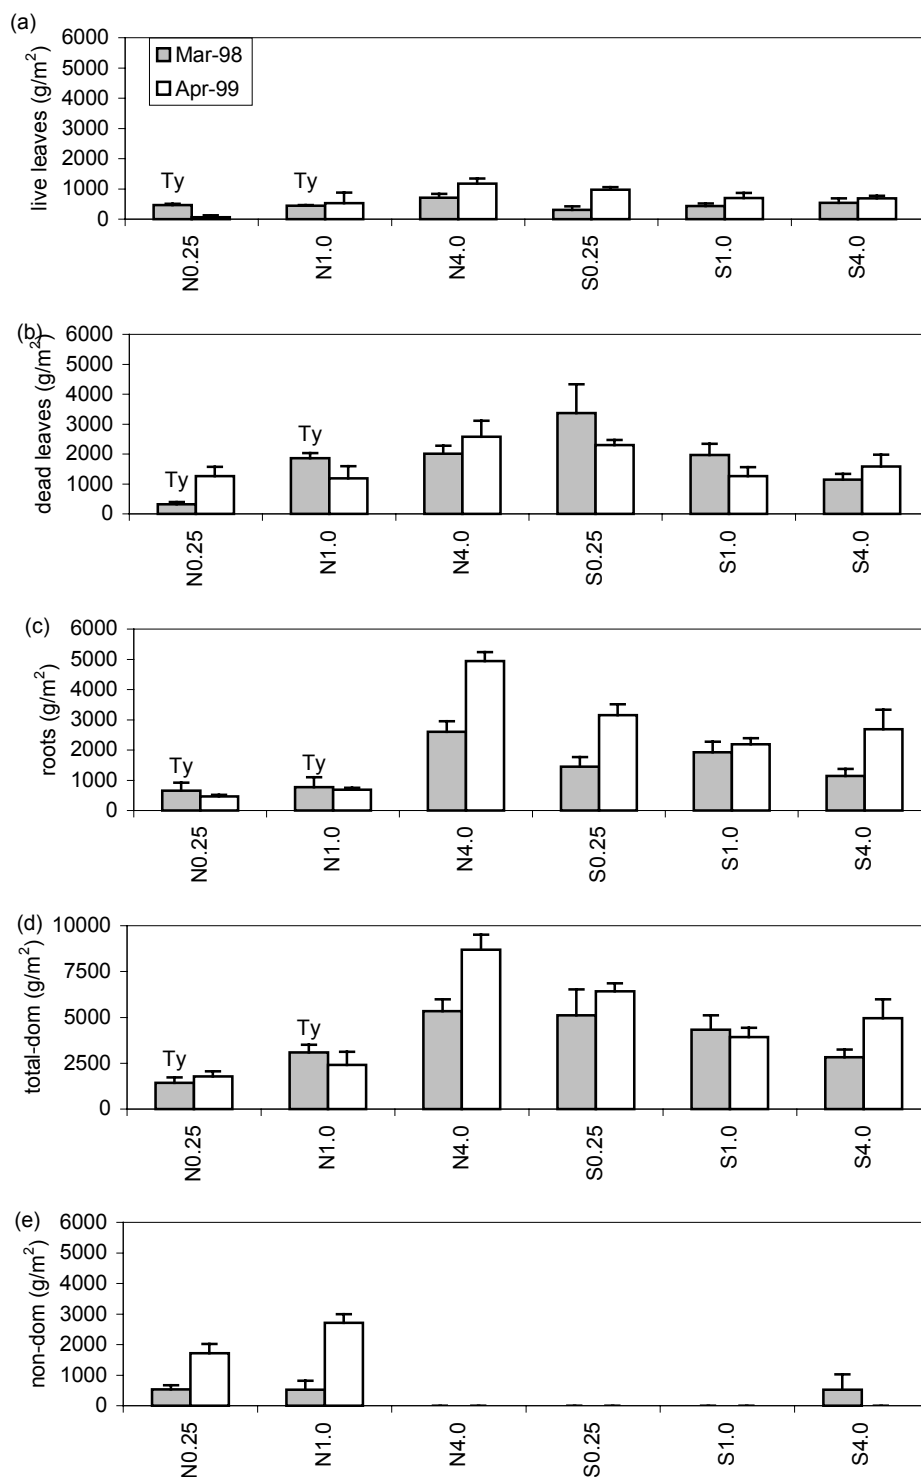 (a)
live leaves (g/m²)
6000
5000
4000
3000
2000
1000
0
Mar-98
Apr-99
Ty
Ty
N0.25
N1.0
N4.0
S0.25
S1.0
S4.0
(b)
dead leaves (g/m²)
6000
5000
4000
3000
2000
1000
0
Ty
Ty
N0.25
N1.0
N4.0
S0.25
S1.0
S4.0
(c)
roots (g/m²)
6000
5000
4000
3000
2000
1000
0
Ty
Ty
N0.25
N1.0
N4.0
S0.25
S1.0
S4.0
(d)
total-dom (g/m²)
10000
7500
5000
2500
0
Ty
Ty
N0.25
N1.0
N4.0
S0.25
S1.0
S4.0
(e)
non-dom (g/m²)
6000
5000
4000
3000
2000
1000
0
N0.25
N1.0
N4.0
S0.25
S1.0
S4.0